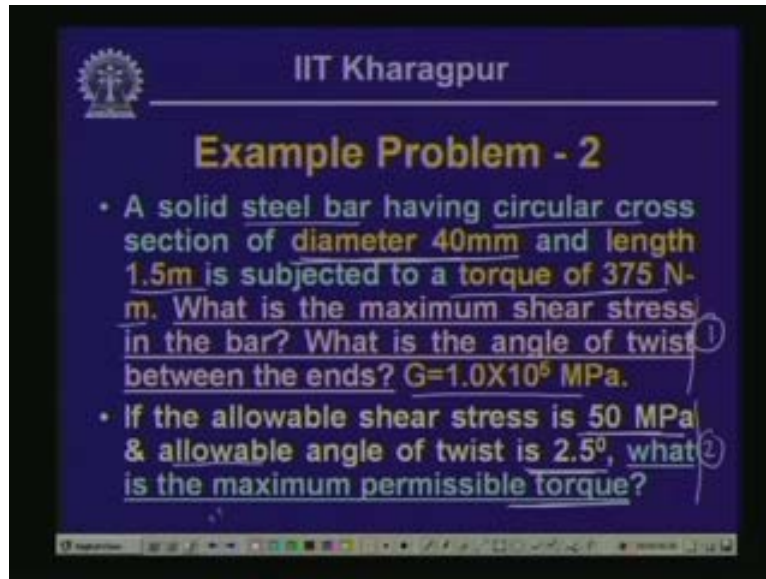 IIT Kharagpur
Example Problem - 2
• A solid steel bar having circular cross
section of diameter 40mm and length
1.5m is subjected to a torque of 375 N-
m. What is the maximum shear stress
in the bar? What is the angle of twist
between the ends? G=1.0X10⁵ MPa.
1
• If the allowable shear stress is 50 MPa
& allowable angle of twist is 2.5⁰, what
is the maximum permissible torque?
2